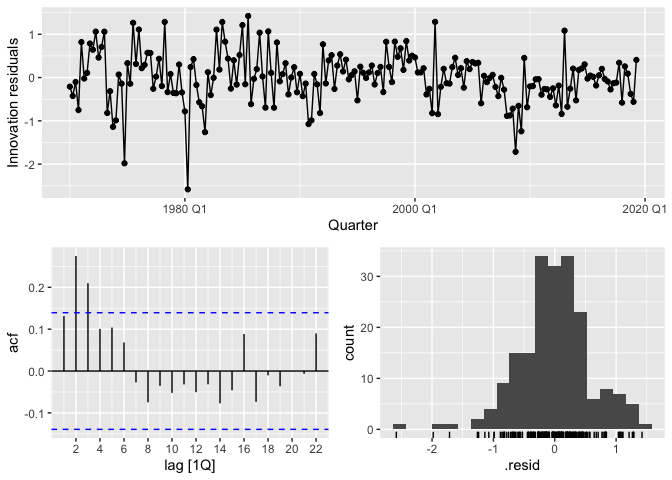 1
0
-1
-2
Innovation residuals
1980 Q1 2000 Q1 2020 Q1
Quarter
0.2
0.1
0.0
-0.1
acf
2 4 6 8 10 12 14 16 18 20 22
lag [1Q]
30
20
10
0
count
-2 -1 0 1
.resid